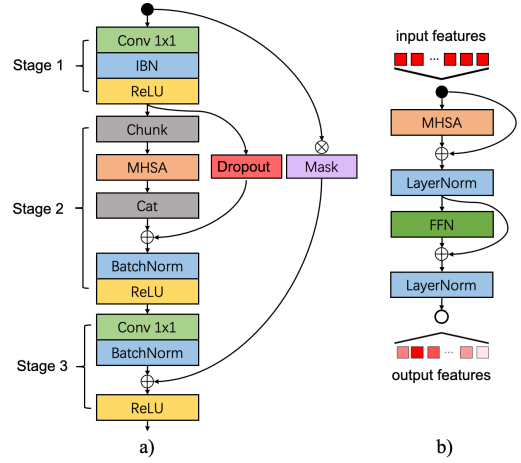 Stage 1
Conv 1x1
IBN
ReLU
Stage 2
Chunk
MHSA
Dropout
Mask
Cat
BatchNorm
ReLU
Stage 3
Conv 1x1
BatchNorm
ReLU
a)
input features
...
MHSA
LayerNorm
FFN
LayerNorm
...
output features
b)